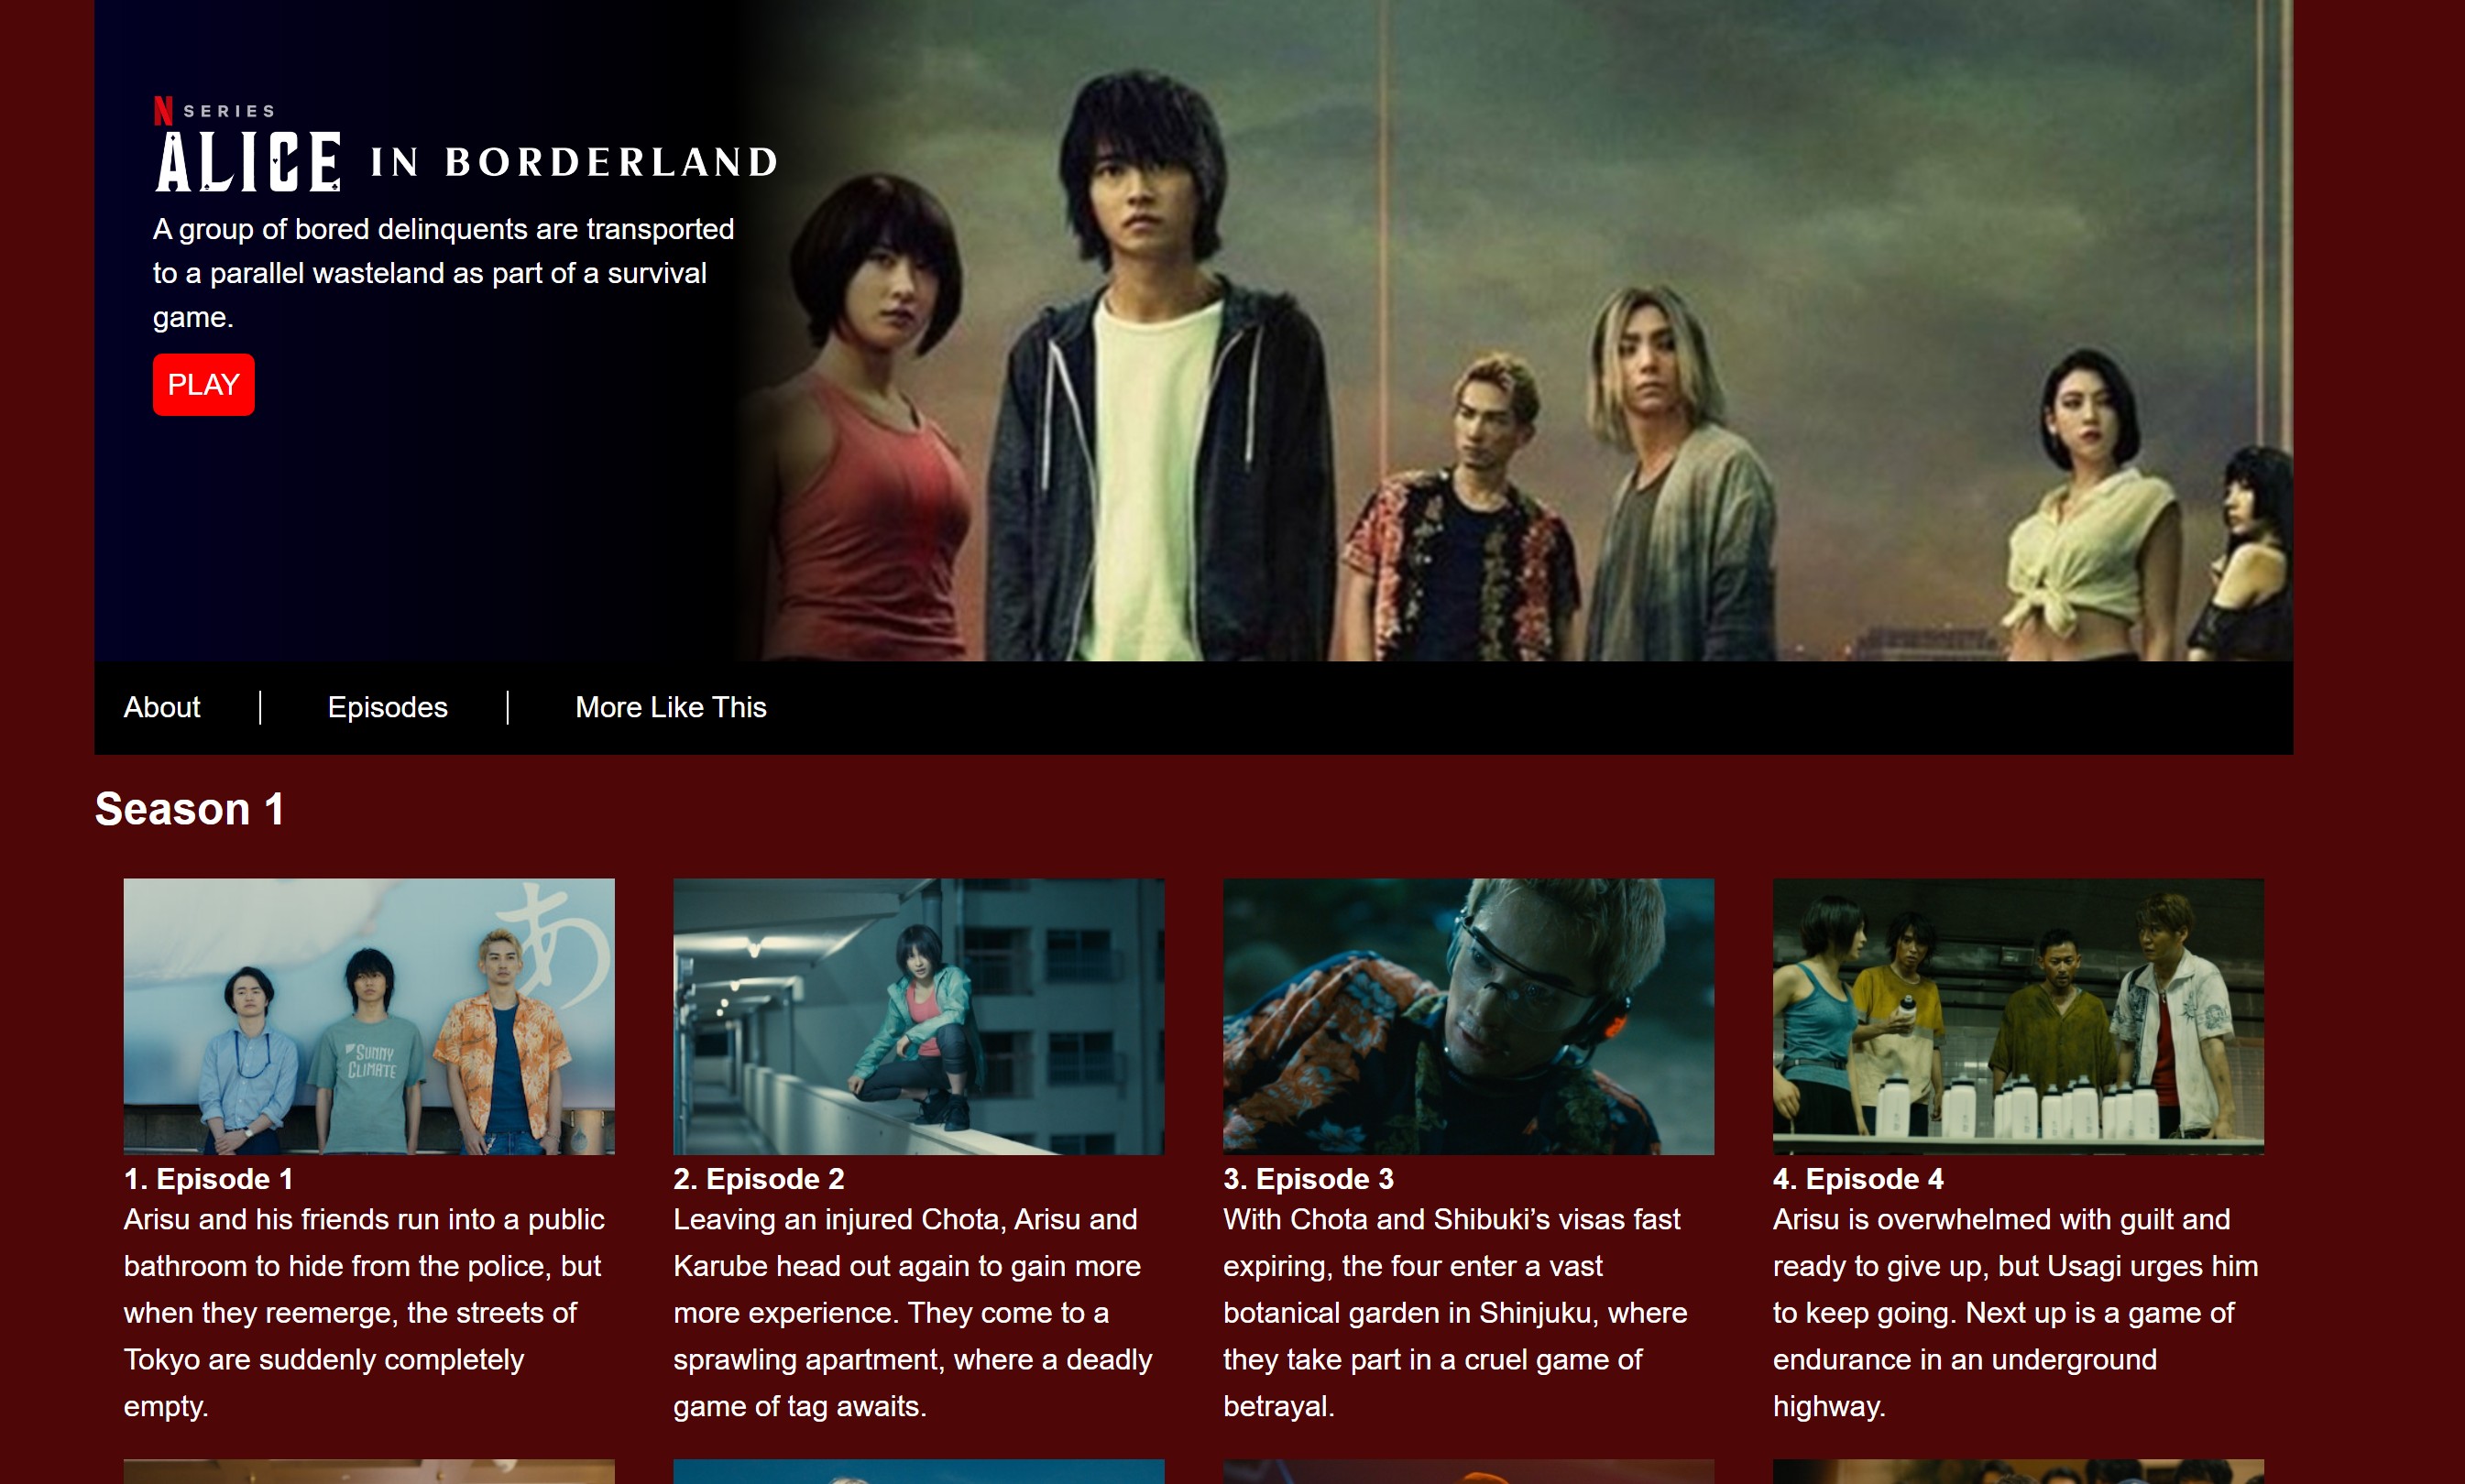 N SERIES
ALICE IN BORDERLAND
A group of bored delinquents are transported
to a parallel wasteland as part of a survival
game.
PLAY
About | Episodes | More Like This
Season 1
あ
SUNNY
CLIMATE
1. Episode 1
Arisu and his friends run into a public
bathroom to hide from the police, but
when they reemerge, the streets of
Tokyo are suddenly completely
empty.
2. Episode 2
Leaving an injured Chota, Arisu and
Karube head out again to gain more
more experience. They come to a
sprawling apartment, where a deadly
game of tag awaits.
3. Episode 3
With Chota and Shibuki’s visas fast
expiring, the four enter a vast
botanical garden in Shinjuku, where
they take part in a cruel game of
betrayal.
4. Episode 4
Arisu is overwhelmed with guilt and
ready to give up, but Usagi urges him
to keep going. Next up is a game of
endurance in an underground
highway.